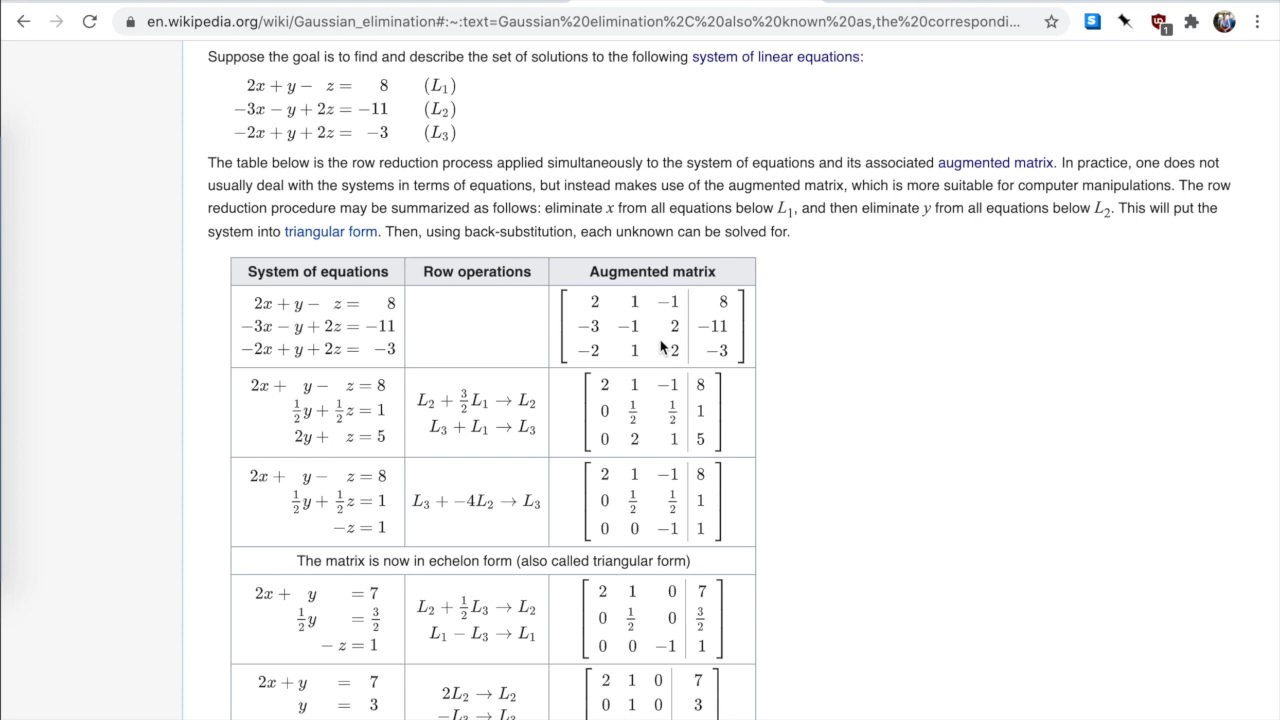 en.wikipedia.org/wiki/Gaussian_elimination#:~:text=Gaussian%20elimination%2C%20also%20known%20as,the%20correspondi...
1
Suppose the goal is to find and describe the set of solutions to the following system of linear equations:
2x + y − z = 8 (L₁)
−3x − y + 2z = −11 (L₂)
−2x + y + 2z = −3 (L₃)
The table below is the row reduction process applied simultaneously to the system of equations and its associated augmented matrix. In practice, one does not
usually deal with the systems in terms of equations, but instead makes use of the augmented matrix, which is more suitable for computer manipulations. The row
reduction procedure may be summarized as follows: eliminate x from all equations below L₁, and then eliminate y from all equations below L₂. This will put the
system into triangular form. Then, using back-substitution, each unknown can be solved for.
System of equations Row operations Augmented matrix
2x + y − z = 8 2 1 −1 8
−3x − y + 2z = −11 −3 −1 2 −11
−2x + y + 2z = −3 −2 1 2 −3
2x + y − z = 8 2 1 −1 8
½y + ½z = 1 L₂ + 3/2 L₁ → L₂ 0 ½ ½ 1
2y + z = 5 L₃ + L₁ → L₃ 0 2 1 5
2x + y − z = 8 2 1 −1 8
½y + ½z = 1 L₃ + −4L₂ → L₃ 0 ½ ½ 1
−z = 1 0 0 −1 1
The matrix is now in echelon form (also called triangular form)
2x + y = 7 2 1 0 7
½y = 3/2 L₂ + ½L₃ → L₂ 0 ½ 0 3/2
−z = 1 L₁ − L₃ → L₁ 0 0 −1 1
2x + y = 7 2 1 0 7
y = 3 2L₂ → L₂ 0 1 0 3
−L₃ → L₃